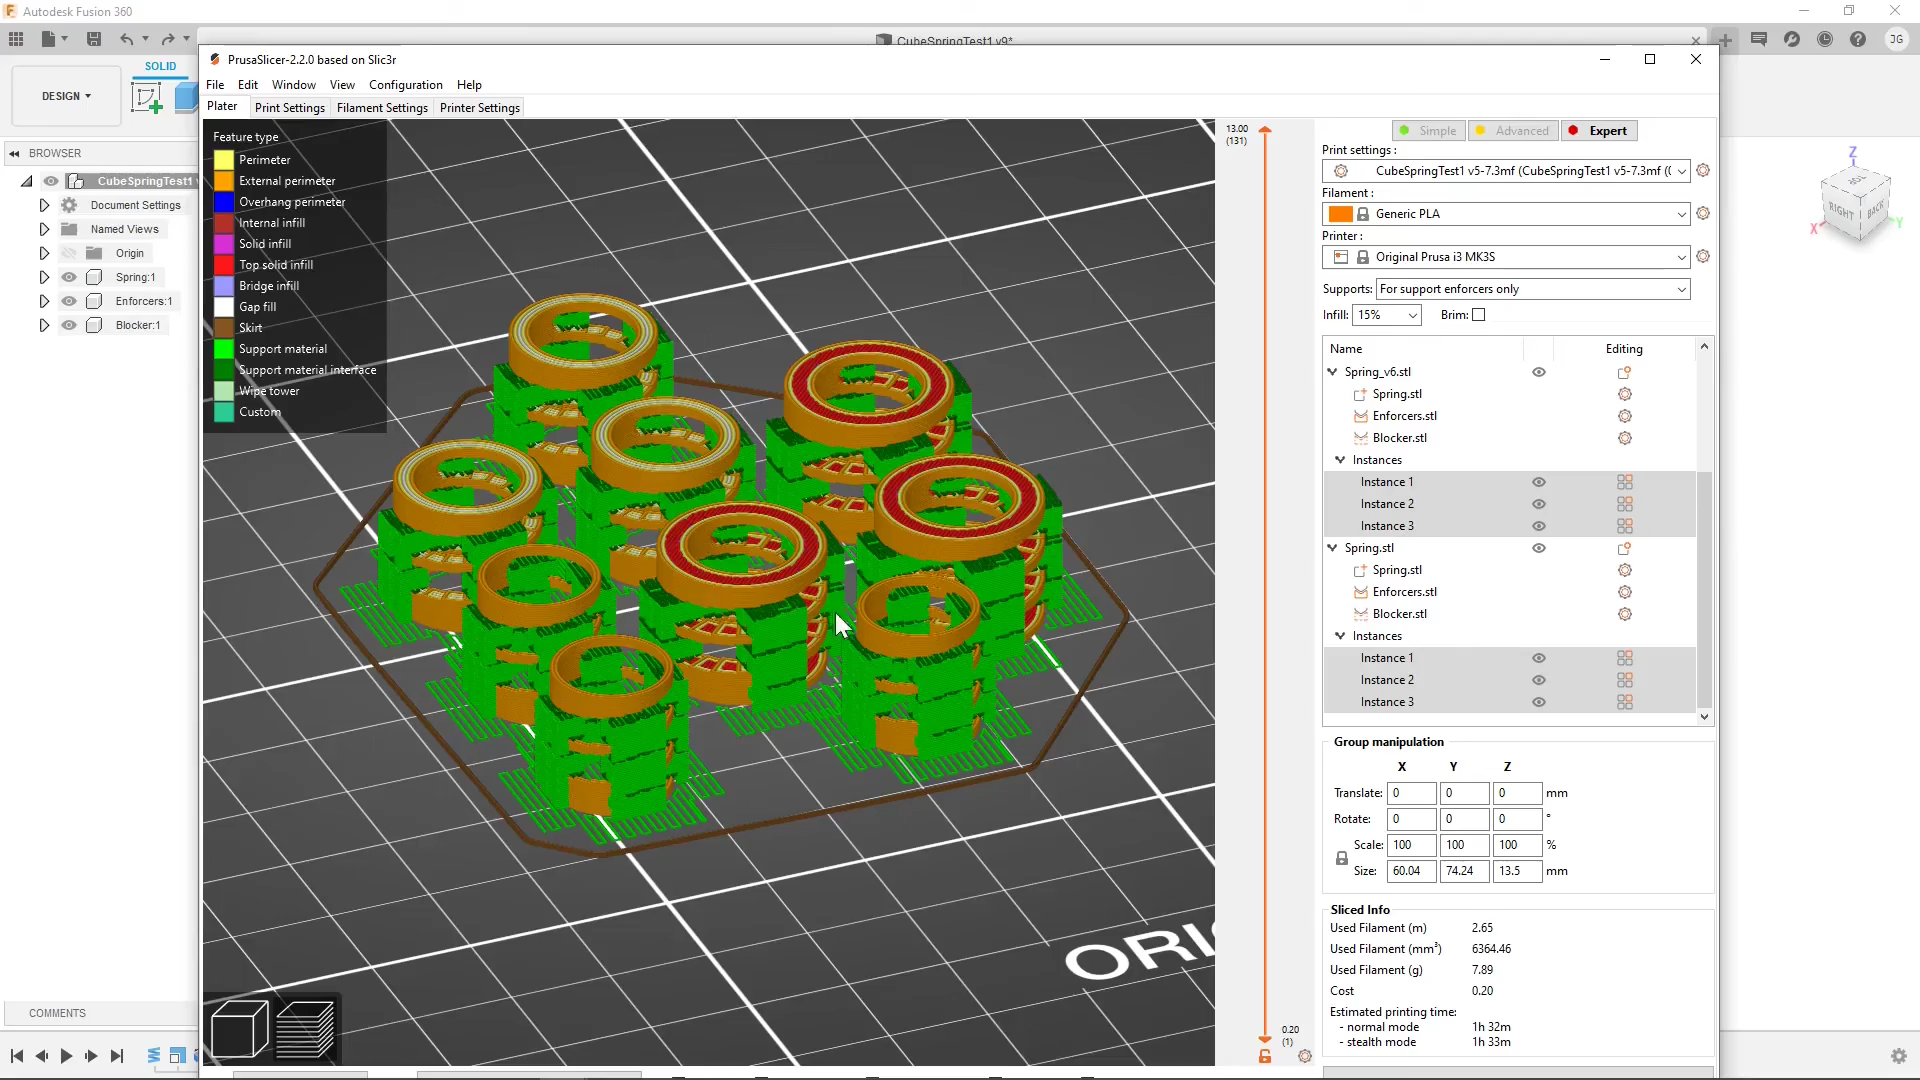 Autodesk Fusion 360
CubeSpringTest1 v9*
JG
SOLID
DESIGN
BROWSER
CubeSpringTest1
Document Settings
Named Views
Origin
Spring:1
Enforcers:1
Blocker:1
COMMENTS
PrusaSlicer-2.2.0 based on Slic3r
File Edit Window View Configuration Help
Plater Print Settings Filament Settings Printer Settings
Feature type
Perimeter
External perimeter
Overhang perimeter
Internal infill
Solid infill
Top solid infill
Bridge infill
Gap fill
Skirt
Support material
Support material interface
Wipe tower
Custom
ORI
13.00
(131)
0.20
(1)
Simple Advanced Expert
Print settings :
CubeSpringTest1 v5-7.3mf (CubeSpringTest1 v5-7.3mf ((
Filament :
Generic PLA
Printer :
Original Prusa i3 MK3S
Supports: For support enforcers only
Infill: 15% Brim:
Name Editing
Spring_v6.stl
Spring.stl
Enforcers.stl
Blocker.stl
Instances
Instance 1
Instance 2
Instance 3
Spring.stl
Spring.stl
Enforcers.stl
Blocker.stl
Instances
Instance 1
Instance 2
Instance 3
Group manipulation
X Y Z
Translate: 0 0 0 mm
Rotate: 0 0 0 °
Scale: 100 100 100 %
Size: 60.04 74.24 13.5 mm
Sliced Info
Used Filament (m) 2.65
Used Filament (mm³) 6364.46
Used Filament (g) 7.89
Cost 0.20
Estimated printing time:
- normal mode 1h 32m
- stealth mode 1h 33m
Z
TOP
RIGHT BACK
X Y